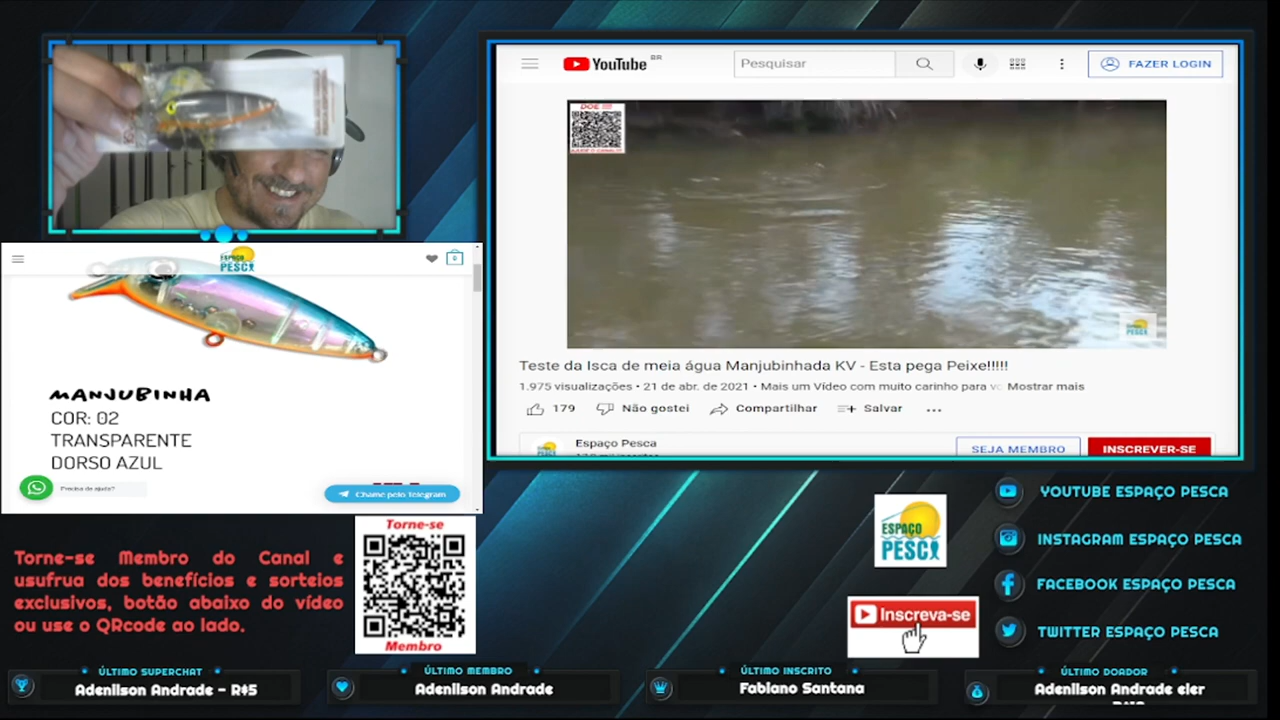 YouTube BR
Pesquisar
FAZER LOGIN
DOE !!!
Teste da Isca de meia água Manjubinhada KV - Esta pega Peixe!!!!!
1.975 visualizações • 21 de abr. de 2021 • Mais um Vídeo com muito carinho para vc Mostrar mais
179 Não gostei Compartilhar Salvar ...
Espaço Pesca
SEJA MEMBRO INSCREVER-SE
ESPAÇO
PESCA
0
MANJUBINHA
COR: 02
TRANSPARENTE
DORSO AZUL
Precisa de ajuda?
Chame pelo Telegram
Torne-se Membro do Canal e
usufrua dos benefícios e sorteios
exclusivos, botão abaixo do vídeo
ou use o QRcode ao lado.
Torne-se
Membro
ESPAÇO
PESCA
Inscreva-se
YOUTUBE ESPAÇO PESCA
INSTAGRAM ESPAÇO PESCA
FACEBOOK ESPAÇO PESCA
TWITTER ESPAÇO PESCA
ÚLTIMO SUPERCHAT
Adenilson Andrade - R$5
ÚLTIMO MEMBRO
Adenilson Andrade
ÚLTIMO INSCRITO
Fabiano Santana
ÚLTIMO DOADOR
Adenilson Andrade eler